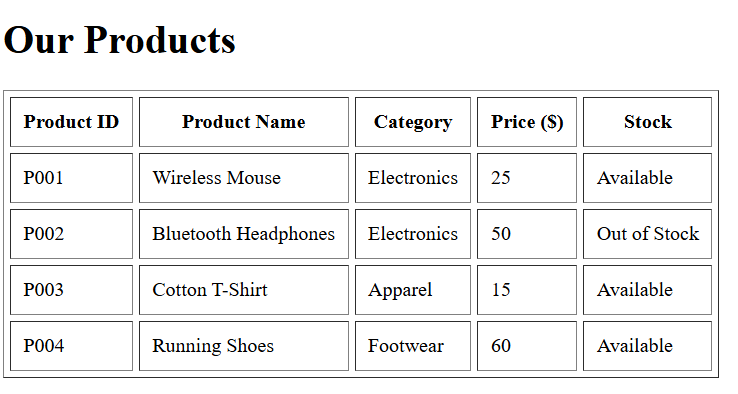 Our Products
Product ID Product Name Category Price ($) Stock
P001 Wireless Mouse Electronics 25 Available
P002 Bluetooth Headphones Electronics 50 Out of Stock
P003 Cotton T-Shirt Apparel 15 Available
P004 Running Shoes Footwear 60 Available